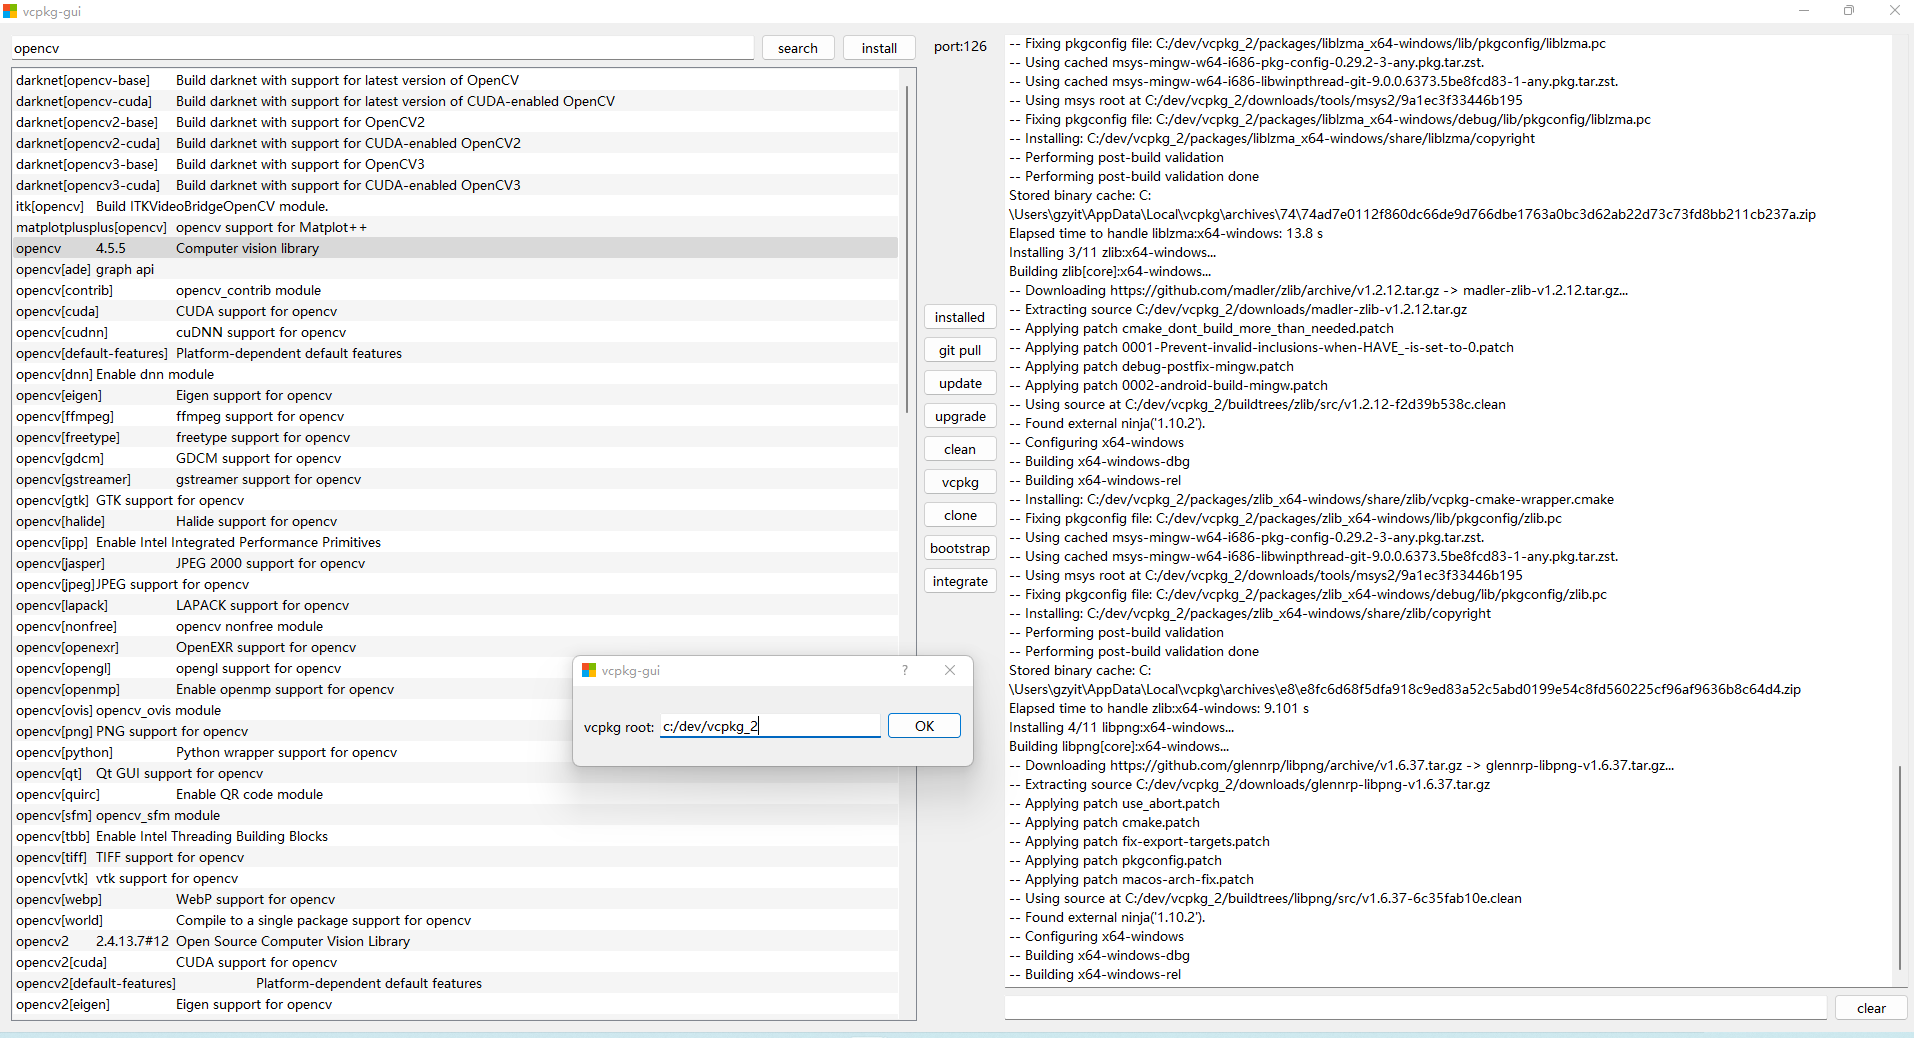 vcpkg-gui
opencv
search
install
port:126
darknet[opencv-base] Build darknet with support for latest version of OpenCV
darknet[opencv-cuda] Build darknet with support for latest version of CUDA-enabled OpenCV
darknet[opencv2-base] Build darknet with support for OpenCV2
darknet[opencv2-cuda] Build darknet with support for CUDA-enabled OpenCV2
darknet[opencv3-base] Build darknet with support for OpenCV3
darknet[opencv3-cuda] Build darknet with support for CUDA-enabled OpenCV3
itk[opencv] Build ITKVideoBridgeOpenCV module.
matplotplusplus[opencv] opencv support for Matplot++
opencv 4.5.5 Computer vision library
opencv[ade] graph api
opencv[contrib] opencv_contrib module
opencv[cuda] CUDA support for opencv
opencv[cudnn] cuDNN support for opencv
opencv[default-features] Platform-dependent default features
opencv[dnn] Enable dnn module
opencv[eigen] Eigen support for opencv
opencv[ffmpeg] ffmpeg support for opencv
opencv[freetype] freetype support for opencv
opencv[gdcm] GDCM support for opencv
opencv[gstreamer] gstreamer support for opencv
opencv[gtk] GTK support for opencv
opencv[halide] Halide support for opencv
opencv[ipp] Enable Intel Integrated Performance Primitives
opencv[jasper] JPEG 2000 support for opencv
opencv[jpeg]JPEG support for opencv
opencv[lapack] LAPACK support for opencv
opencv[nonfree] opencv nonfree module
opencv[openexr] OpenEXR support for opencv
opencv[opengl] opengl support for opencv
opencv[openmp] Enable openmp support for opencv
opencv[ovis] opencv_ovis module
opencv[png] PNG support for opencv
opencv[python] Python wrapper support for opencv
opencv[qt] Qt GUI support for opencv
opencv[quirc] Enable QR code module
opencv[sfm] opencv_sfm module
opencv[tbb] Enable Intel Threading Building Blocks
opencv[tiff] TIFF support for opencv
opencv[vtk] vtk support for opencv
opencv[webp] WebP support for opencv
opencv[world] Compile to a single package support for opencv
opencv2 2.4.13.7#12 Open Source Computer Vision Library
opencv2[cuda] CUDA support for opencv
opencv2[default-features] Platform-dependent default features
opencv2[eigen] Eigen support for opencv
installed
git pull
update
upgrade
clean
vcpkg
clone
bootstrap
integrate
vcpkg-gui
?
vcpkg root: c:/dev/vcpkg_2
OK
-- Fixing pkgconfig file: C:/dev/vcpkg_2/packages/liblzma_x64-windows/lib/pkgconfig/liblzma.pc
-- Using cached msys-mingw-w64-i686-pkg-config-0.29.2-3-any.pkg.tar.zst.
-- Using cached msys-mingw-w64-i686-libwinpthread-git-9.0.0.6373.5be8fcd83-1-any.pkg.tar.zst.
-- Using msys root at C:/dev/vcpkg_2/downloads/tools/msys2/9a1ec3f33446b195
-- Fixing pkgconfig file: C:/dev/vcpkg_2/packages/liblzma_x64-windows/debug/lib/pkgconfig/liblzma.pc
-- Installing: C:/dev/vcpkg_2/packages/liblzma_x64-windows/share/liblzma/copyright
-- Performing post-build validation
-- Performing post-build validation done
Stored binary cache: C:
\Users\gzyit\AppData\Local\vcpkg\archives\74\74ad7e0112f860dc66de9d766dbe1763a0bc3d62ab22d73c73fd8bb211cb237a.zip
Elapsed time to handle liblzma:x64-windows: 13.8 s
Installing 3/11 zlib:x64-windows...
Building zlib[core]:x64-windows...
-- Downloading https://github.com/madler/zlib/archive/v1.2.12.tar.gz -> madler-zlib-v1.2.12.tar.gz...
-- Extracting source C:/dev/vcpkg_2/downloads/madler-zlib-v1.2.12.tar.gz
-- Applying patch cmake_dont_build_more_than_needed.patch
-- Applying patch 0001-Prevent-invalid-inclusions-when-HAVE_-is-set-to-0.patch
-- Applying patch debug-postfix-mingw.patch
-- Applying patch 0002-android-build-mingw.patch
-- Using source at C:/dev/vcpkg_2/buildtrees/zlib/src/v1.2.12-f2d39b538c.clean
-- Found external ninja('1.10.2').
-- Configuring x64-windows
-- Building x64-windows-dbg
-- Building x64-windows-rel
-- Installing: C:/dev/vcpkg_2/packages/zlib_x64-windows/share/zlib/vcpkg-cmake-wrapper.cmake
-- Fixing pkgconfig file: C:/dev/vcpkg_2/packages/zlib_x64-windows/lib/pkgconfig/zlib.pc
-- Using cached msys-mingw-w64-i686-pkg-config-0.29.2-3-any.pkg.tar.zst.
-- Using cached msys-mingw-w64-i686-libwinpthread-git-9.0.0.6373.5be8fcd83-1-any.pkg.tar.zst.
-- Using msys root at C:/dev/vcpkg_2/downloads/tools/msys2/9a1ec3f33446b195
-- Fixing pkgconfig file: C:/dev/vcpkg_2/packages/zlib_x64-windows/debug/lib/pkgconfig/zlib.pc
-- Installing: C:/dev/vcpkg_2/packages/zlib_x64-windows/share/zlib/copyright
-- Performing post-build validation
-- Performing post-build validation done
Stored binary cache: C:
\Users\gzyit\AppData\Local\vcpkg\archives\e8\e8fc6d68f5dfa918c9ed83a52c5abd0199e54c8fd560225cf96af9636b8c64d4.zip
Elapsed time to handle zlib:x64-windows: 9.101 s
Installing 4/11 libpng:x64-windows...
Building libpng[core]:x64-windows...
-- Downloading https://github.com/glennrp/libpng/archive/v1.6.37.tar.gz -> glennrp-libpng-v1.6.37.tar.gz...
-- Extracting source C:/dev/vcpkg_2/downloads/glennrp-libpng-v1.6.37.tar.gz
-- Applying patch use_abort.patch
-- Applying patch cmake.patch
-- Applying patch fix-export-targets.patch
-- Applying patch pkgconfig.patch
-- Applying patch macos-arch-fix.patch
-- Using source at C:/dev/vcpkg_2/buildtrees/libpng/src/v1.6.37-6c35fab10e.clean
-- Found external ninja('1.10.2').
-- Configuring x64-windows
-- Building x64-windows-dbg
-- Building x64-windows-rel
clear